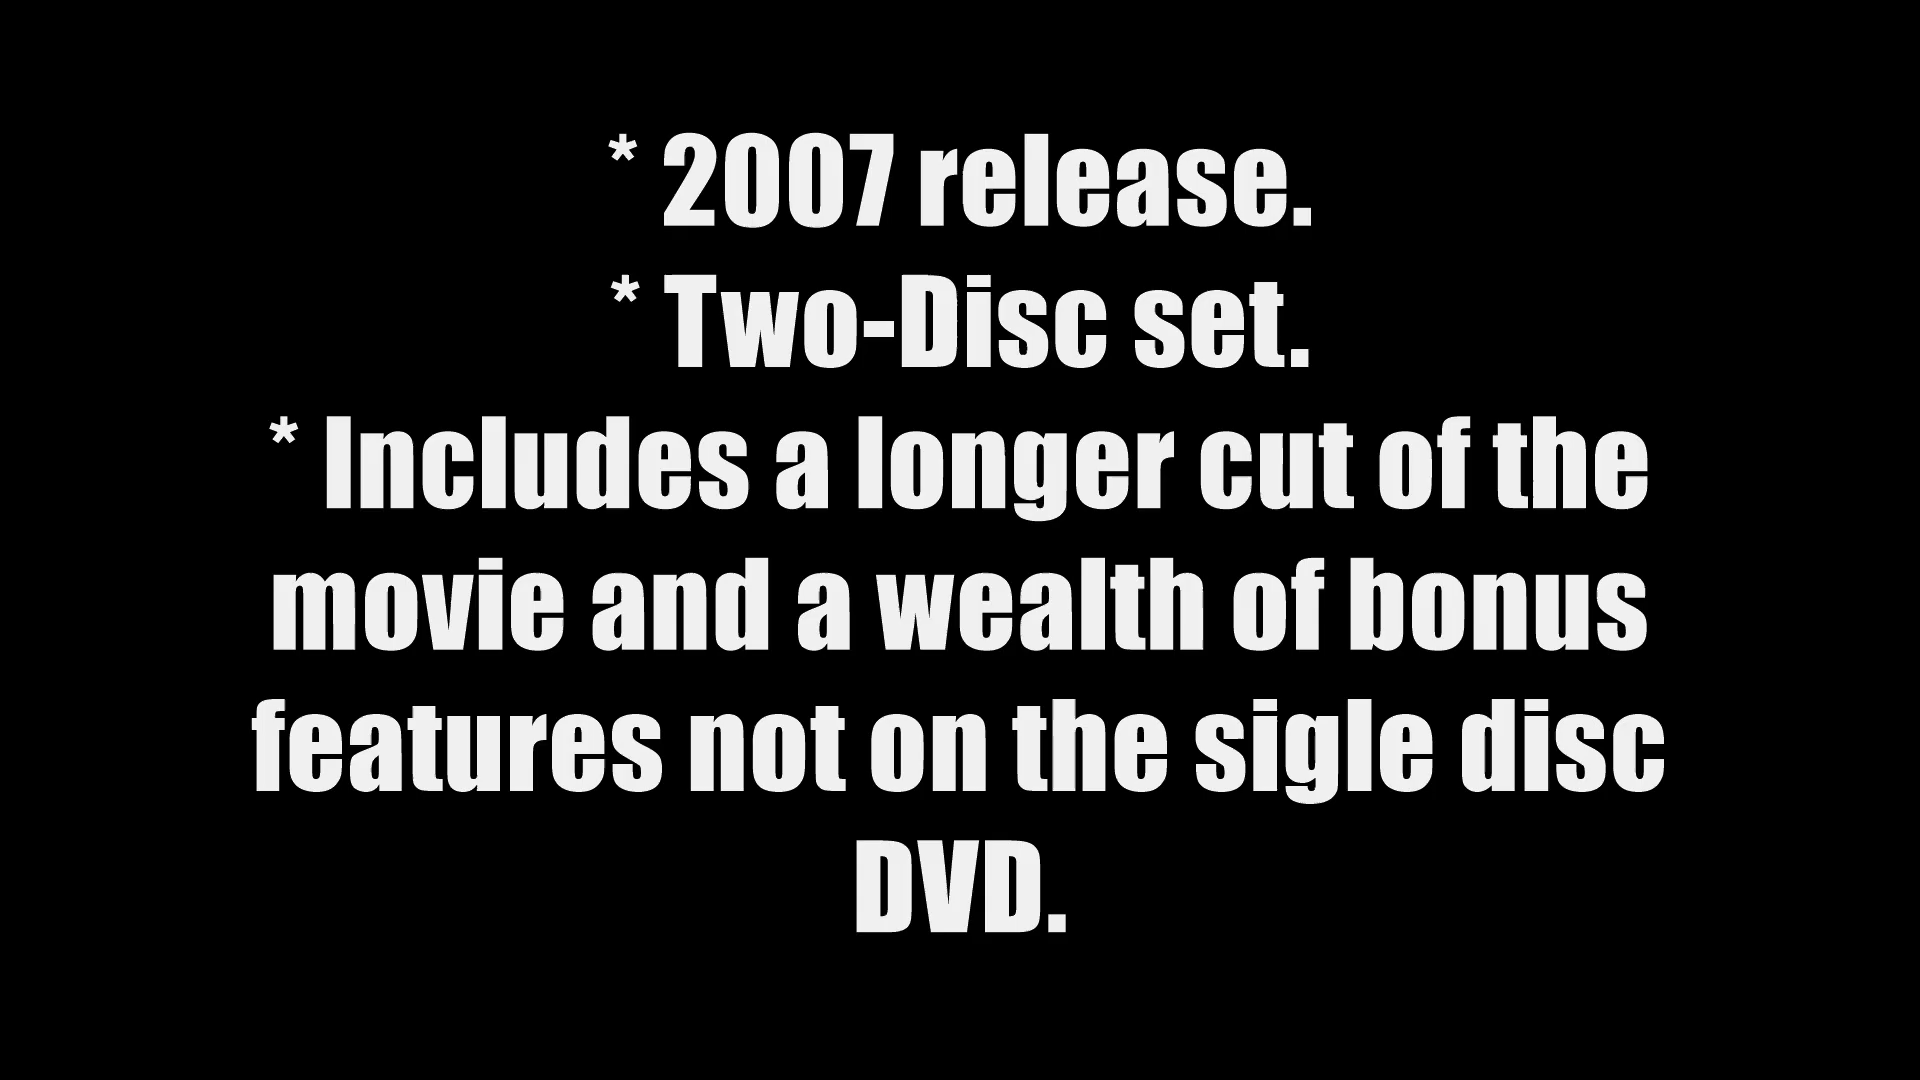 * 2007 release.
* Two-Disc set.
* Includes a longer cut of the
movie and a wealth of bonus
features not on the sigle disc
DVD.